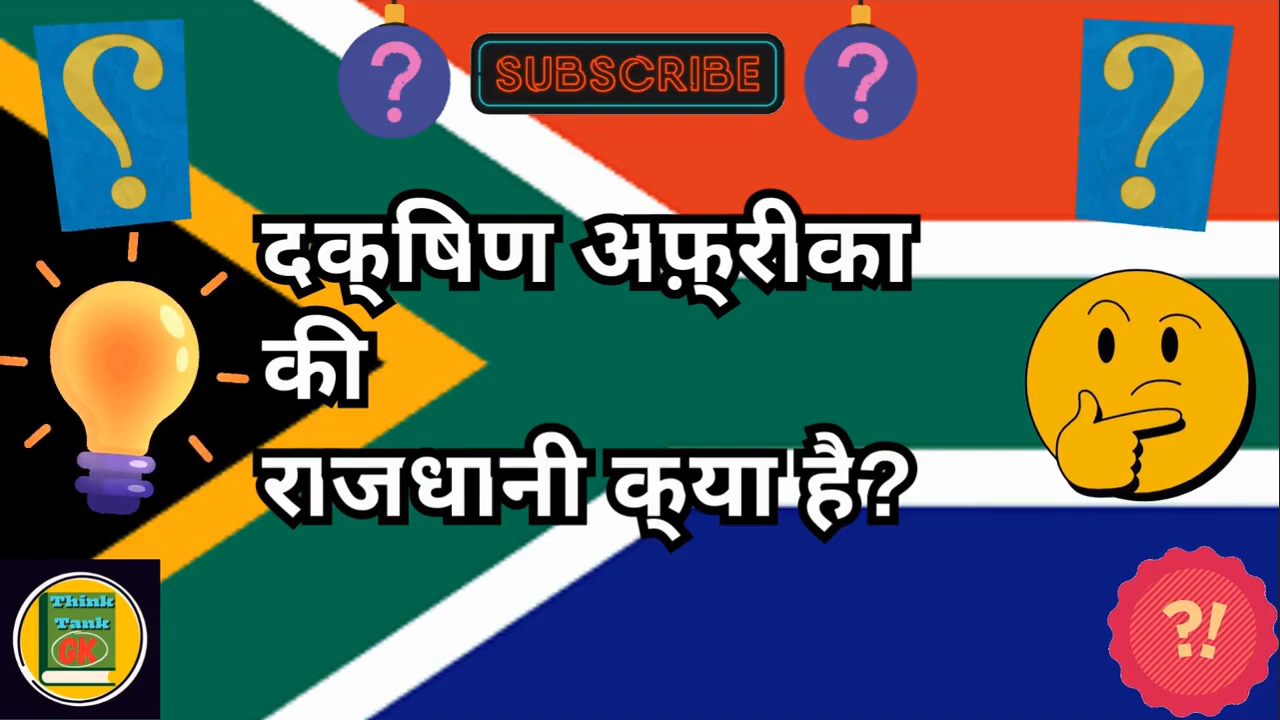 SUBSCRIBE
दक्‌षिण अफ़्‌रीका
की
राजधानी क्‌या है?
Think
Tank
GK
?!